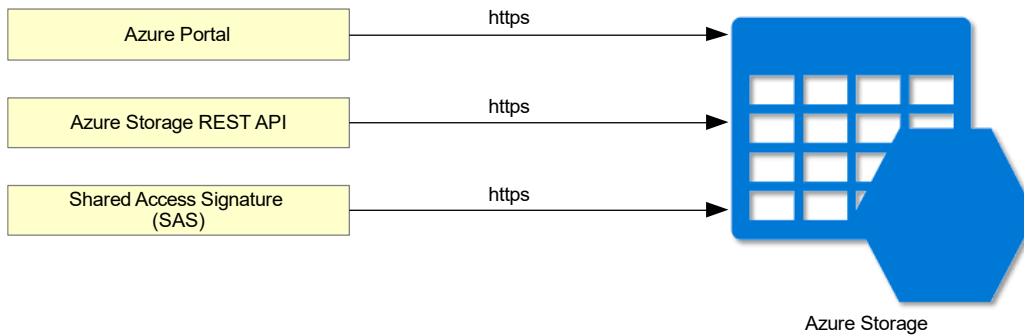 Azure Portal
https
Azure Storage REST API
https
Shared Access Signature
(SAS)
https
Azure Storage